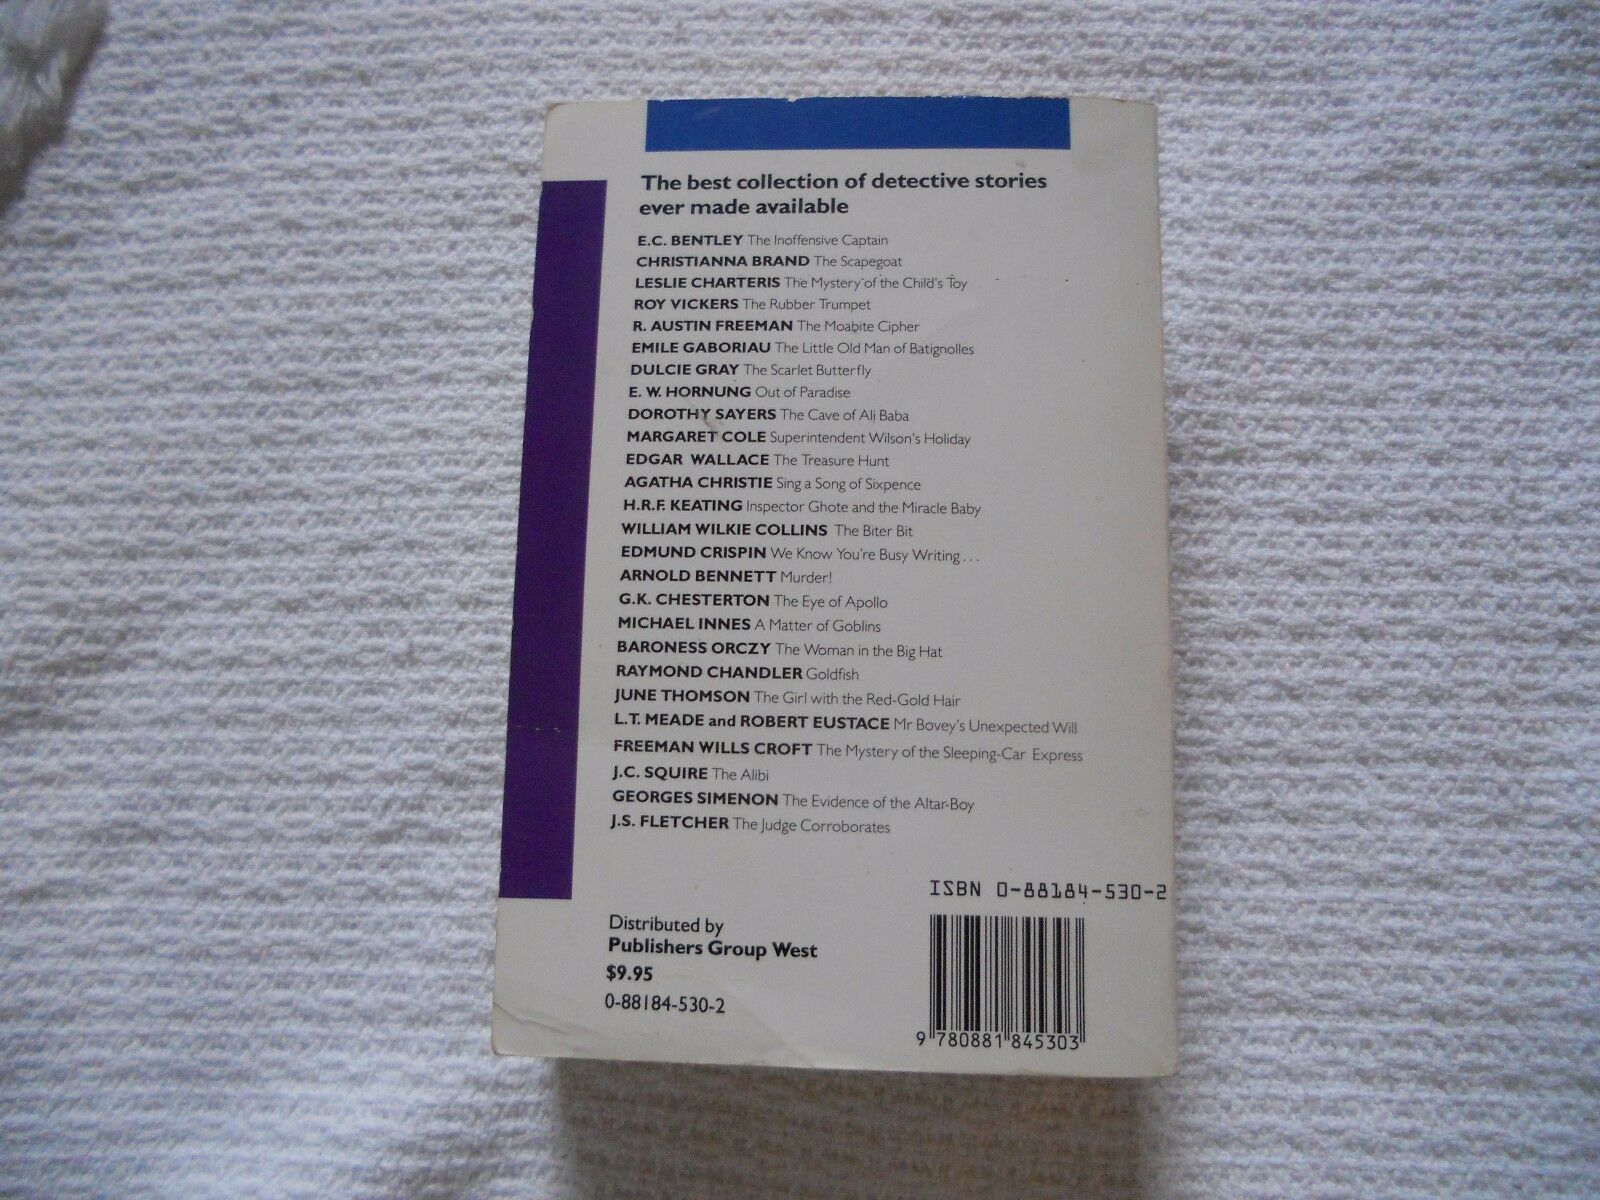 The best collection of detective stories
ever made available
E.C. BENTLEY The Inoffensive Captain
CHRISTIANNA BRAND The Scapegoat
LESLIE CHARTERIS The Mystery of the Child's Toy
ROY VICKERS The Rubber Trumpet
R. AUSTIN FREEMAN The Moabite Cipher
EMILE GABORIAU The Little Old Man of Batignolles
DULCIE GRAY The Scarlet Butterfly
E. W. HORNUNG Out of Paradise
DOROTHY SAYERS The Cave of Ali Baba
MARGARET COLE Superintendent Wilson's Holiday
EDGAR WALLACE The Treasure Hunt
AGATHA CHRISTIE Sing a Song of Sixpence
H.R.F. KEATING Inspector Ghote and the Miracle Baby
WILLIAM WILKIE COLLINS The Biter Bit
EDMUND CRISPIN We Know You're Busy Writing . . .
ARNOLD BENNETT Murder!
G.K. CHESTERTON The Eye of Apollo
MICHAEL INNES A Matter of Goblins
BARONESS ORCZY The Woman in the Big Hat
RAYMOND CHANDLER Goldfish
JUNE THOMSON The Girl with the Red-Gold Hair
L.T. MEADE and ROBERT EUSTACE Mr Bovey's Unexpected Will
FREEMAN WILLS CROFT The Mystery of the Sleeping-Car Express
J.C. SQUIRE The Alibi
GEORGES SIMENON The Evidence of the Altar-Boy
J.S. FLETCHER The Judge Corroborates
ISBN 0-88184-530-2
Distributed by
Publishers Group West
$9.95
0-88184-530-2
9 780881 845303